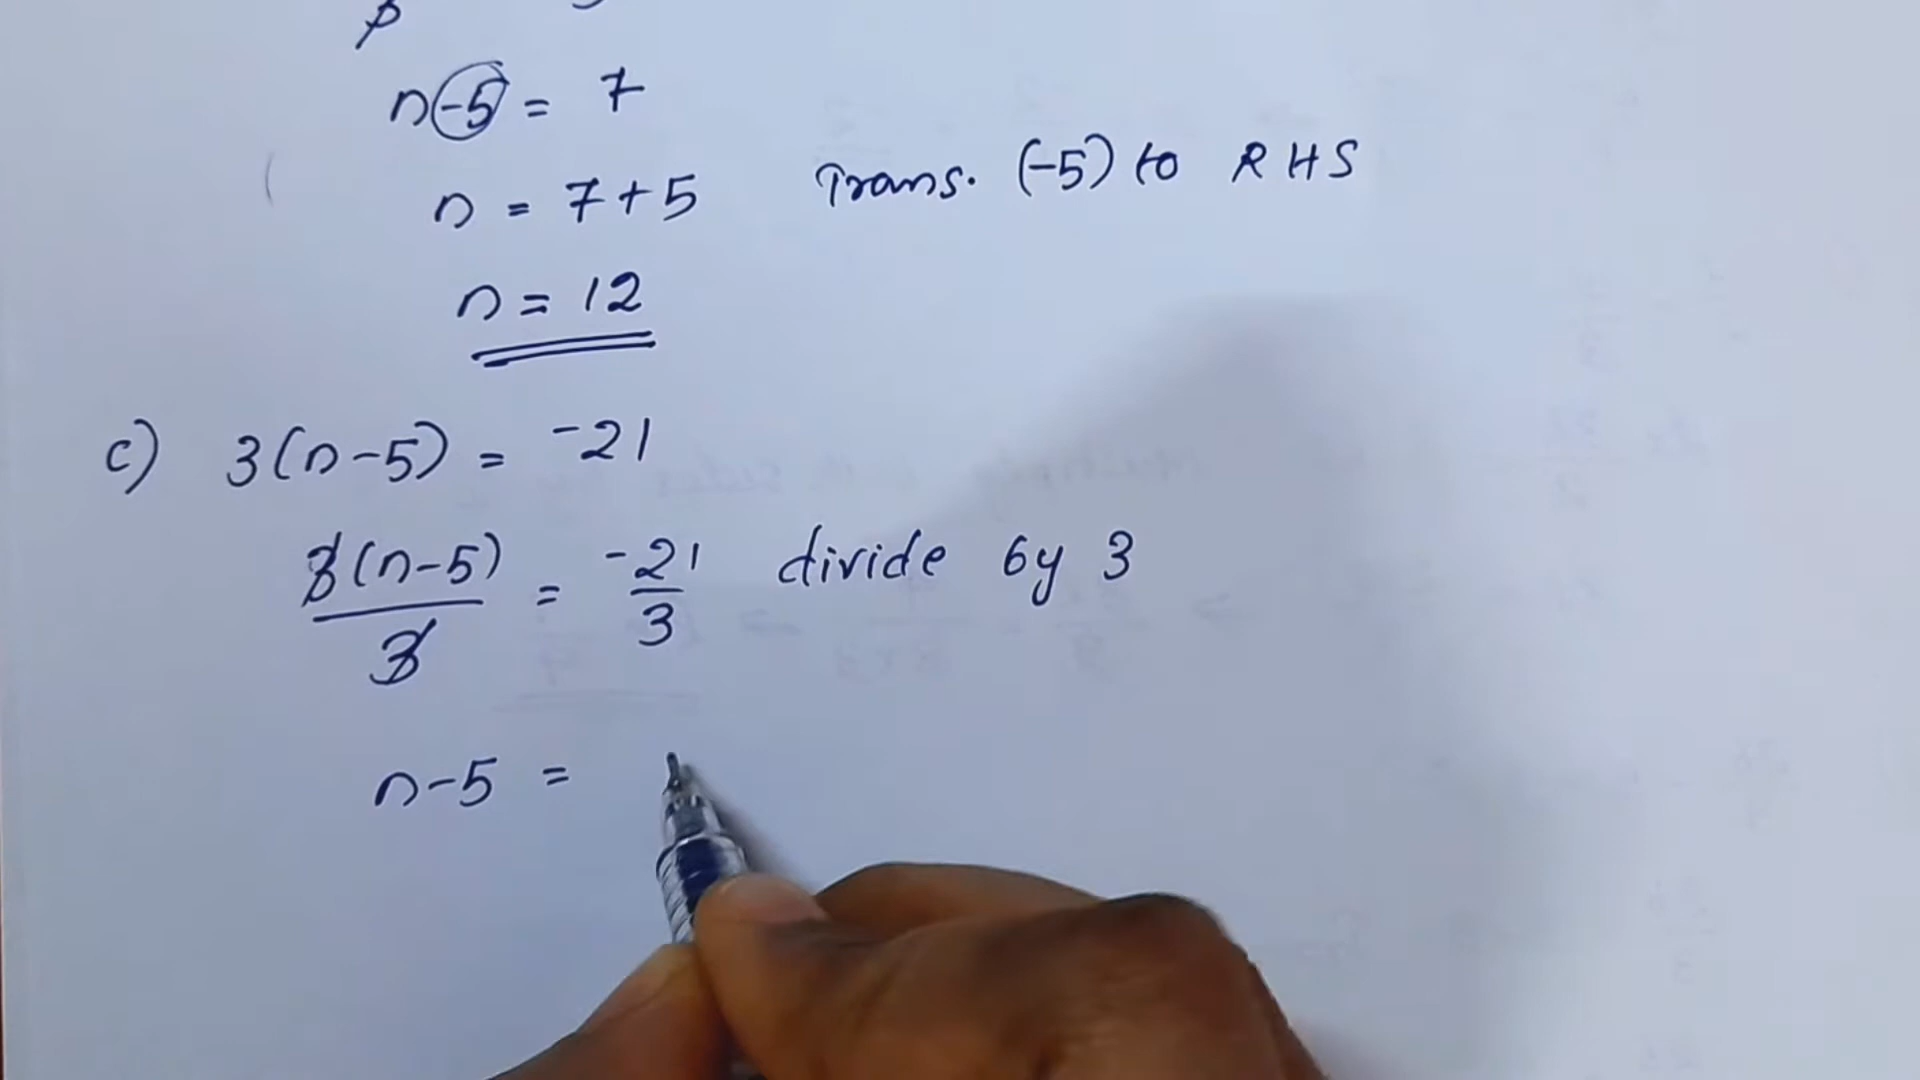 n-5 = 7
n = 7+5 Trans. (-5) to RHS
n = 12
c) 3(n-5) = -21
3(n-5)/3 = -21/3 divide by 3
n-5 =